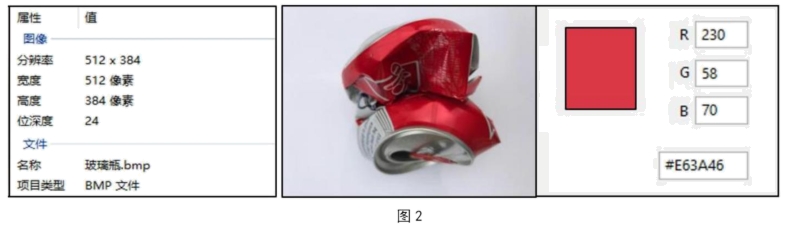 属性 值
图像
分辨率 512 x 384
宽度 512 像素
高度 384 像素
位深度 24
文件
名称 玻璃瓶.bmp
项目类型 BMP 文件
R 230
G 58
B 70
#E63A46
图 2